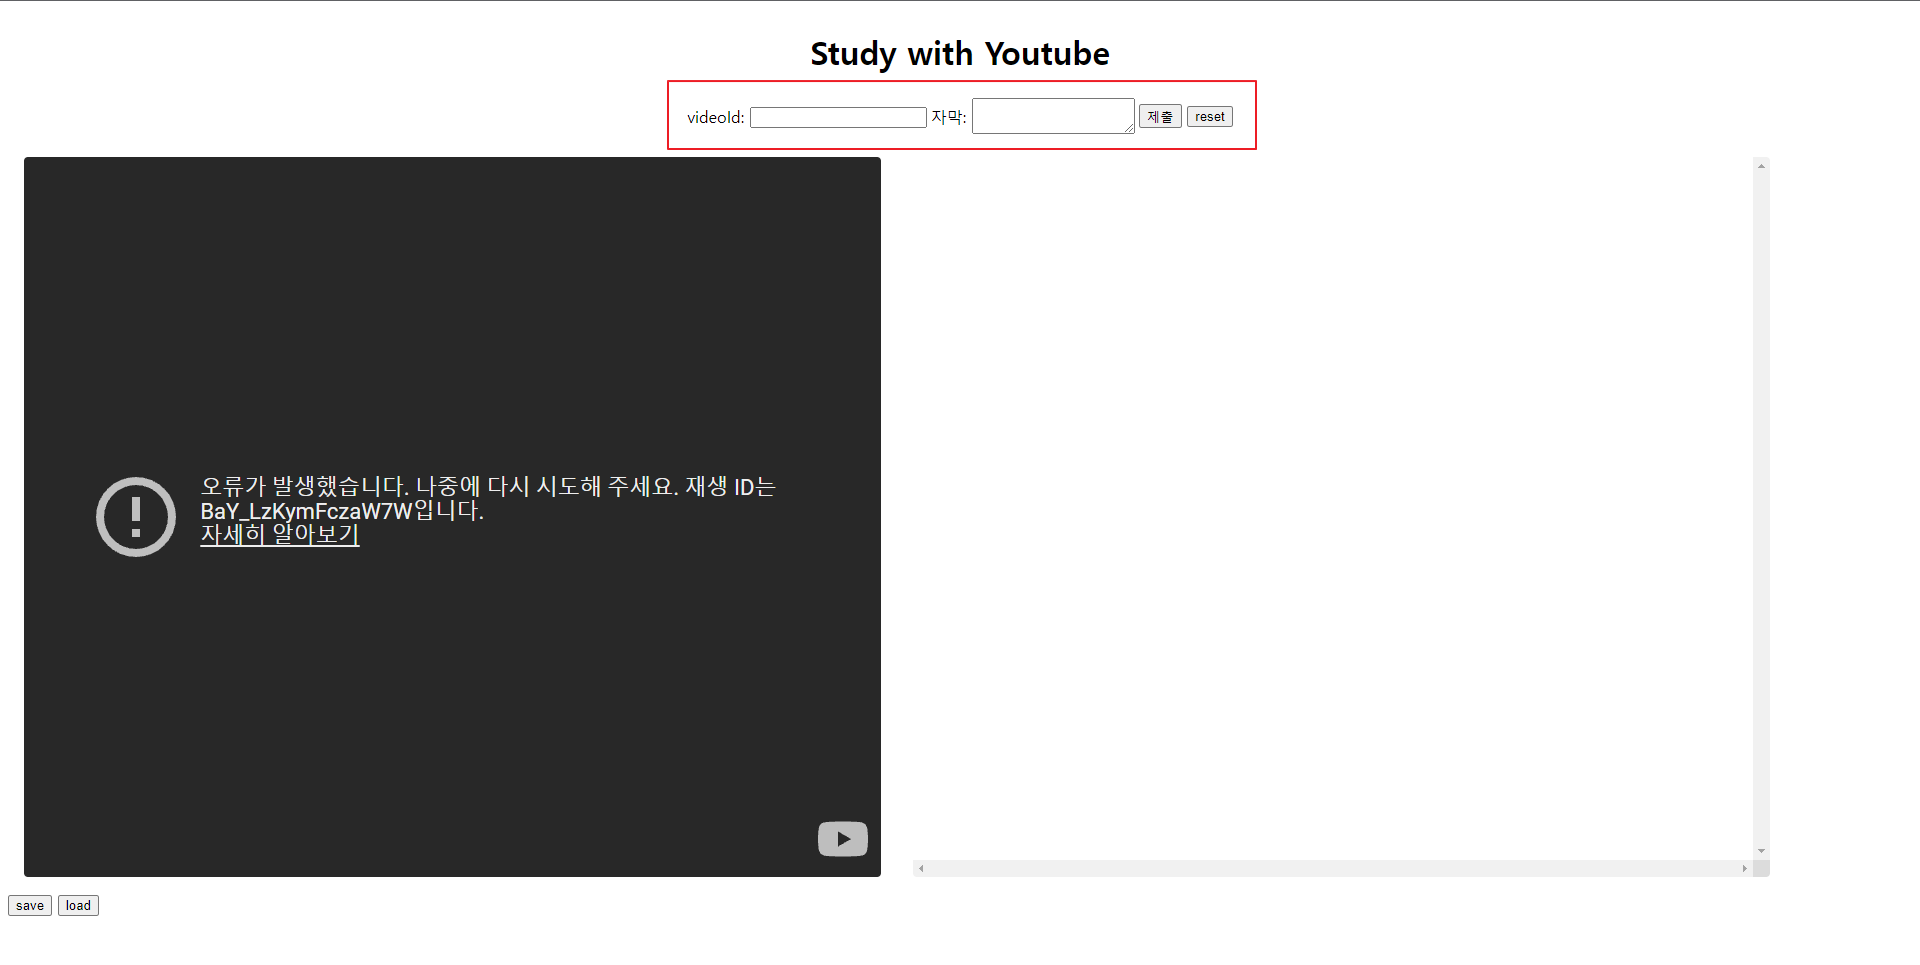 Study with Youtube
videoId: 자막: 제출 reset
오류가 발생했습니다. 나중에 다시 시도해 주세요. 재생 ID는
BaY_LzKymFczaW7W입니다.
자세히 알아보기
save load